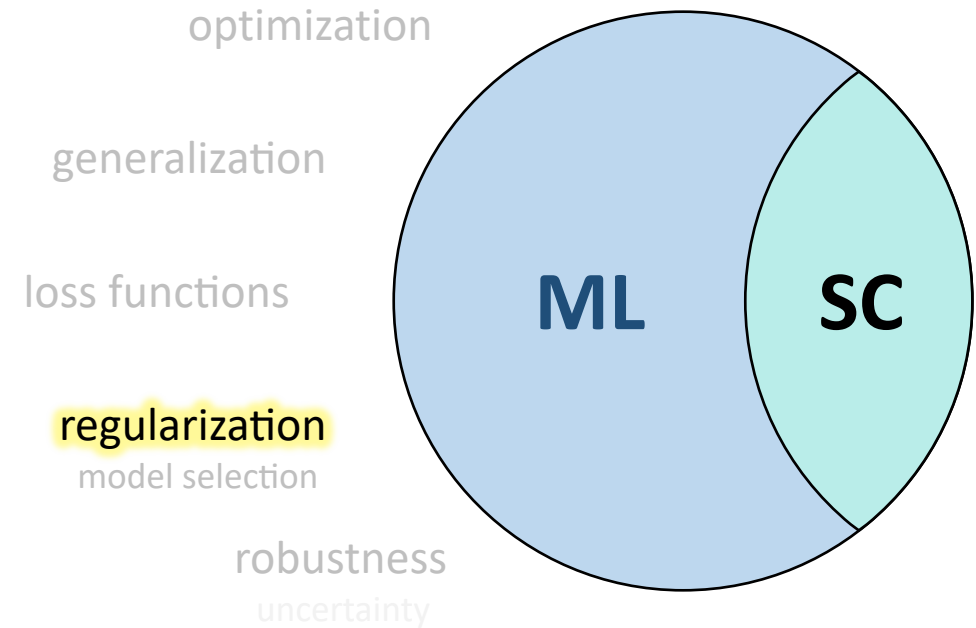 optimization
generalization
loss functions
ML
SC
regularization
model selection
robustness
uncertainty